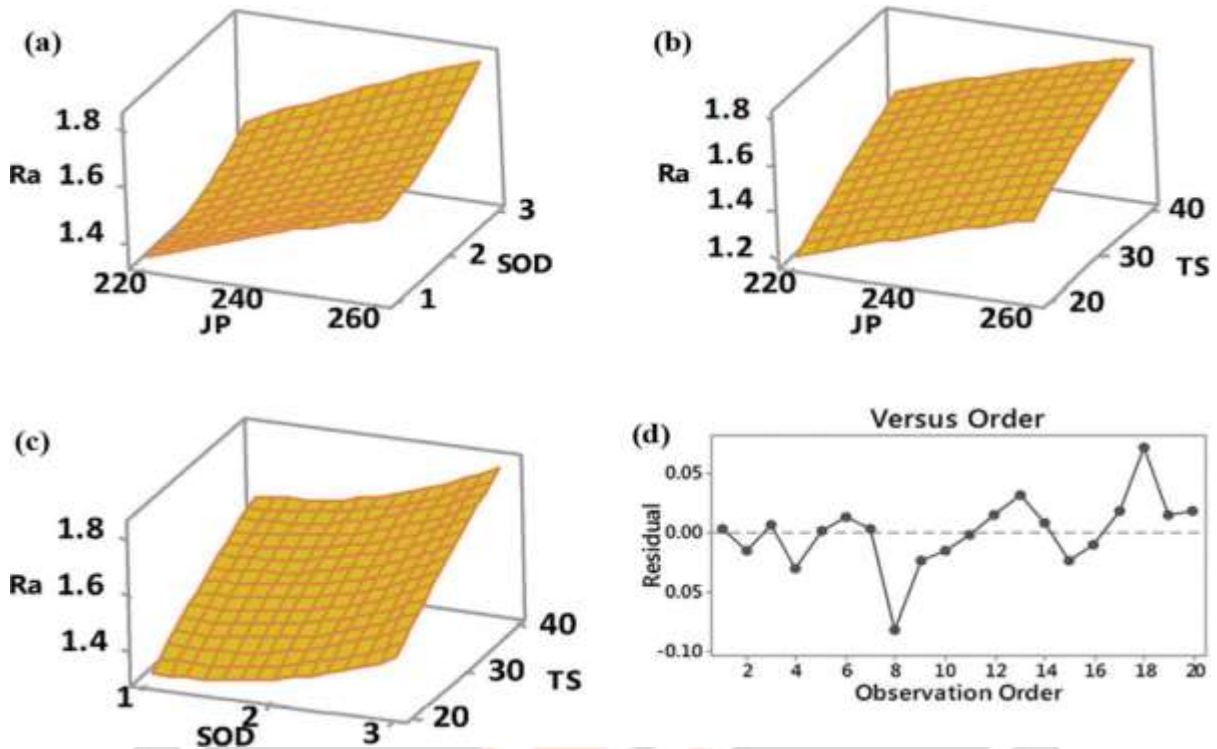 (a)
1.8
Ra 1.6
1.4
220
240
260
JP
1
2
3
SOD
(b)
1.8
1.6
Ra
1.4
1.2
220
240
260
JP
20
30
40
TS
(c)
1.8
Ra 1.6
1.4
1
2
3
SOD
20
30
40
TS
(d)
Versus Order
0.05
0.00
0.05
-0.10
Residual
2 4 6 8 10 12 14 16 18 20
Observation Order